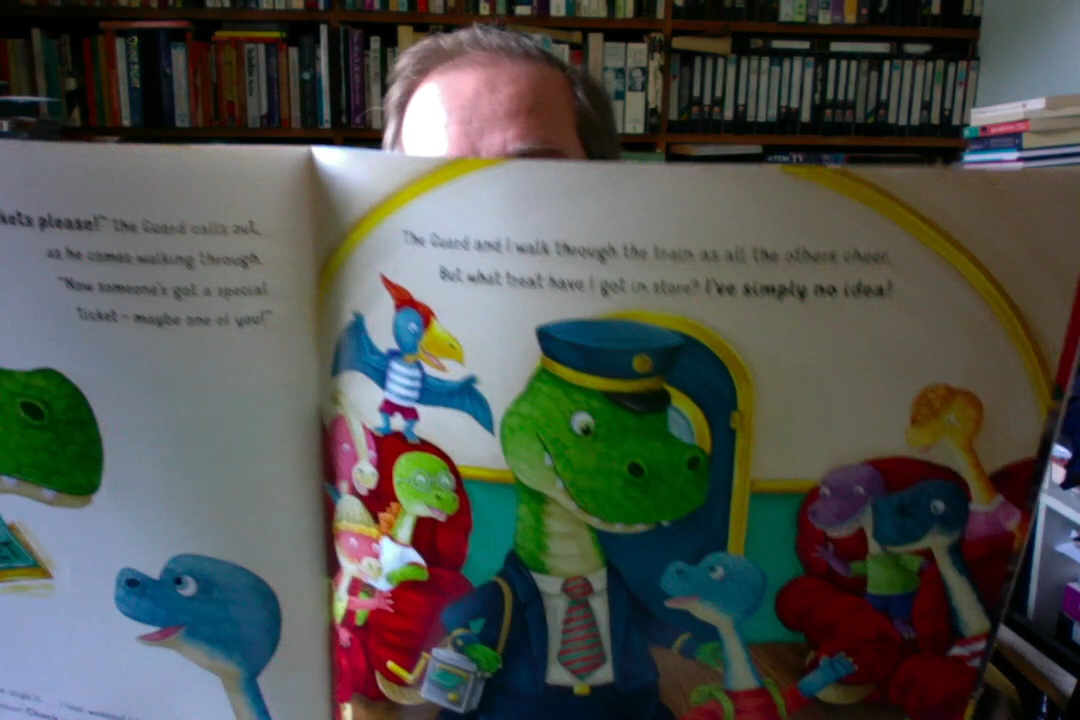 kets please!" the Guard calls out,
as he comes walking through.
"Now someone's got a special
ticket – maybe one of you!"
The Guard and I walk through the train as all the others cheer.
But what treat have I got in store? I've simply no idea!